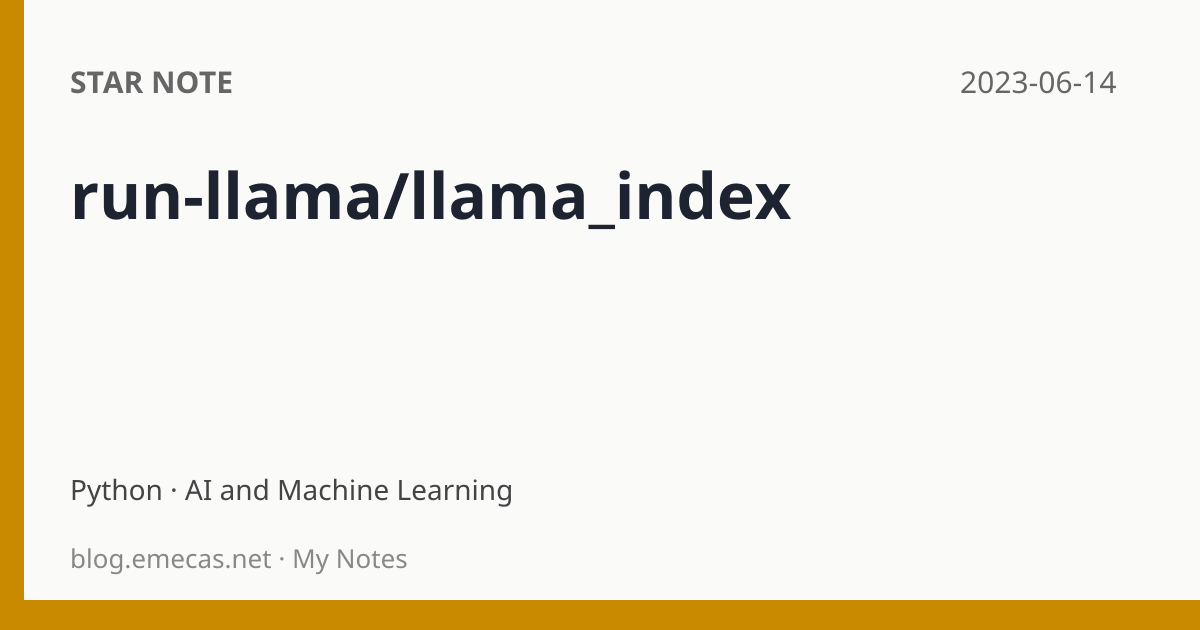 STAR NOTE
2023-06-14
run-llama/llama_index
Python · AI and Machine Learning
blog.emecas.net · My Notes